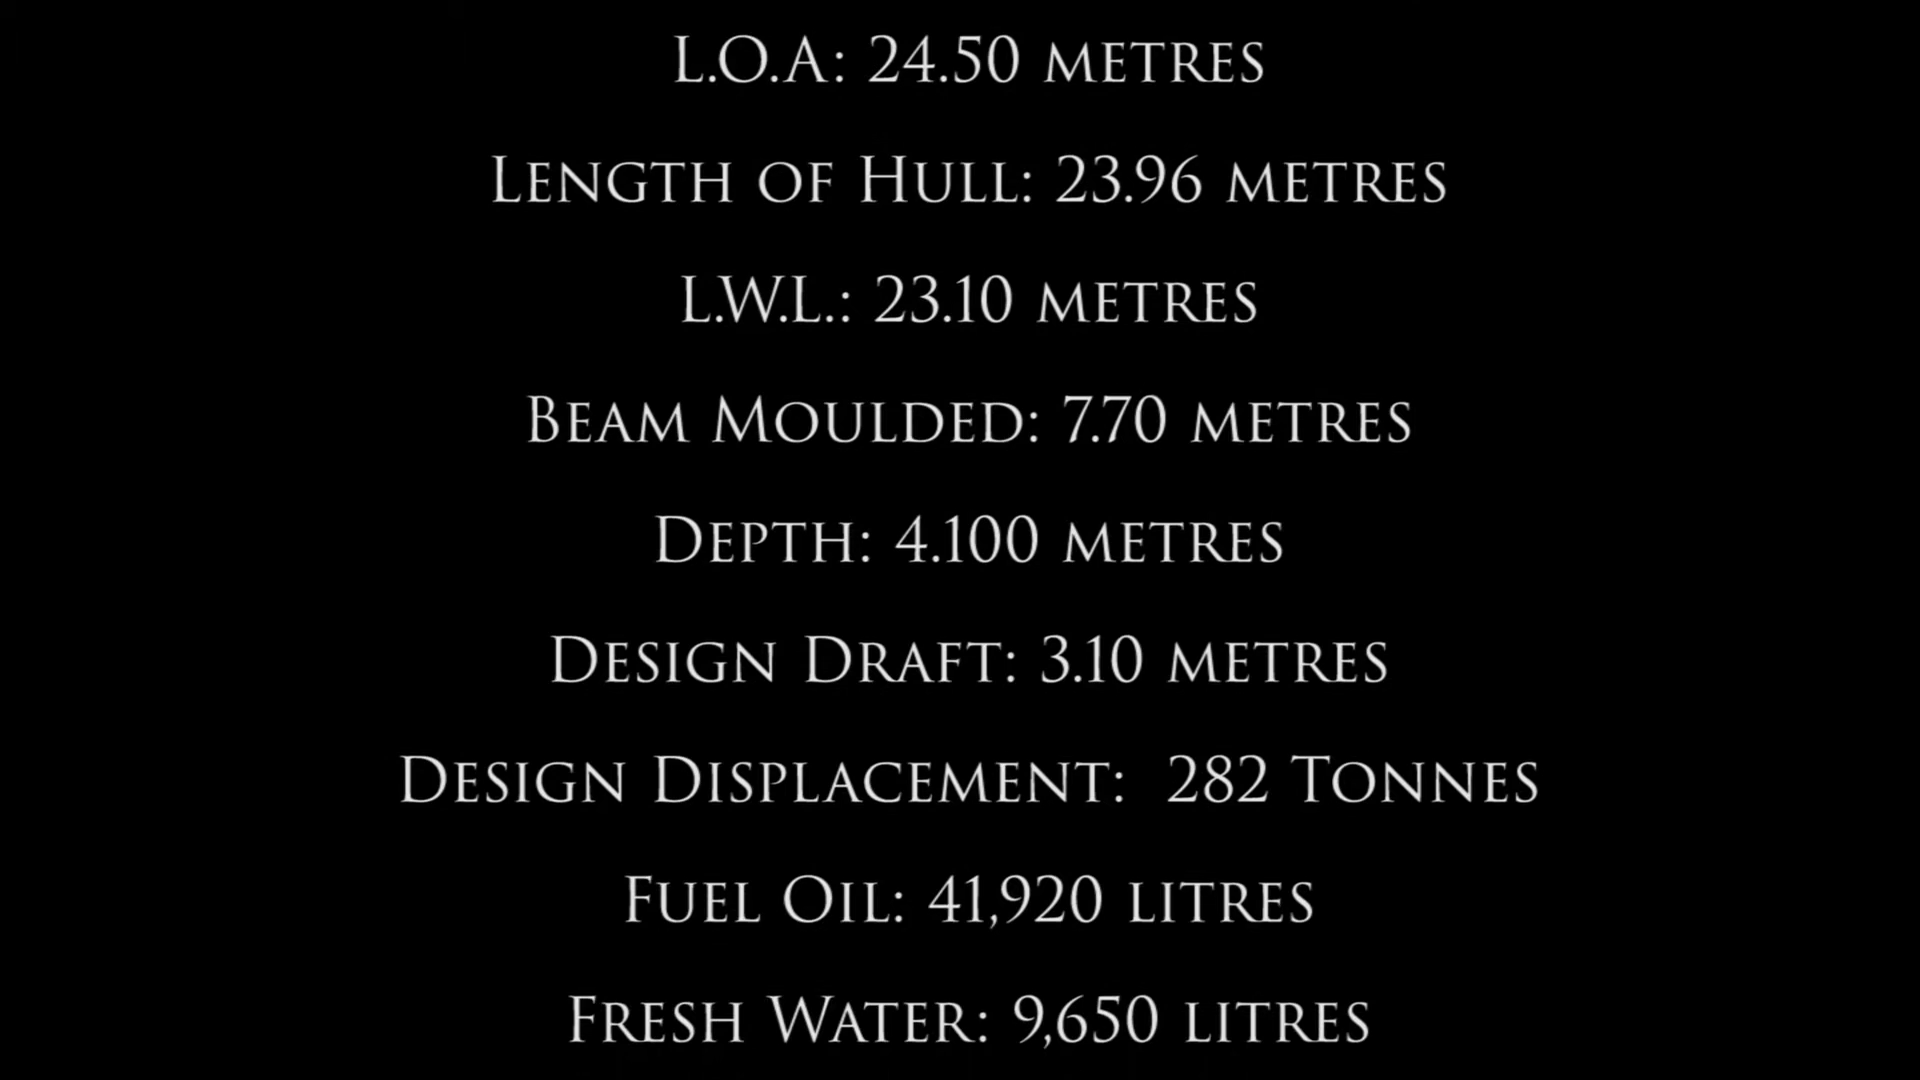 L.O.A: 24.50 metres
Length of Hull: 23.96 metres
L.W.L.: 23.10 metres
Beam Moulded: 7.70 metres
Depth: 4.100 metres
Design Draft: 3.10 metres
Design Displacement:  282 Tonnes
Fuel Oil: 41,920 litres
Fresh Water: 9,650 litres